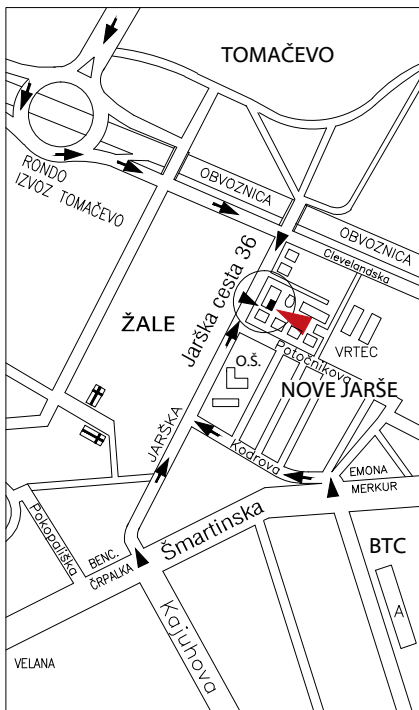 TOMAČEVO
RONDO
IZVOZ TOMAČEVO
OBVOZNICA
OBVOZNICA
Clevelandska
Jarška cesta 36
ŽALE
VRTEC
O.Š.
Potočnikova
NOVE JARŠE
JARŠKA
Kodrova
EMONA
MERKUR
Pokopališka
Šmartinska
BENC.
ČRPALKA
BTC
Kajuhova
A
VELANA